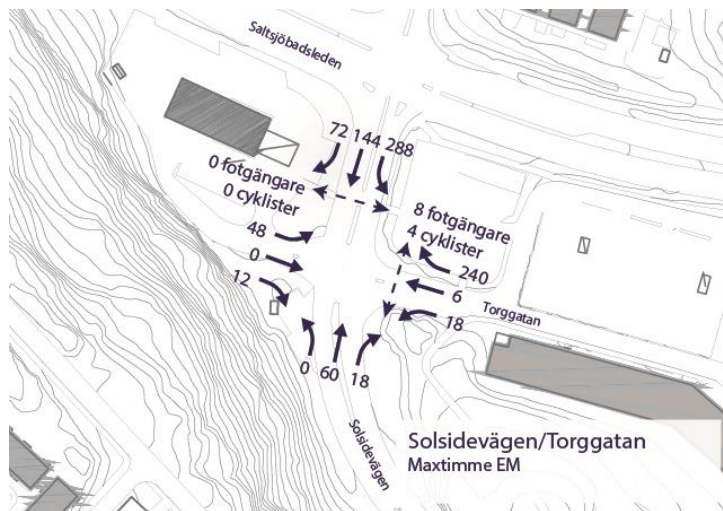 Saltsjöbadsleden
72 144 288
0 fotgängare
0 cyklister
8 fotgängare
4 cyklister
48
0
12
240
6
18
Torggatan
0 60 18
Solsidevägen
Solsidevägen/Torggatan
Maxtimme EM